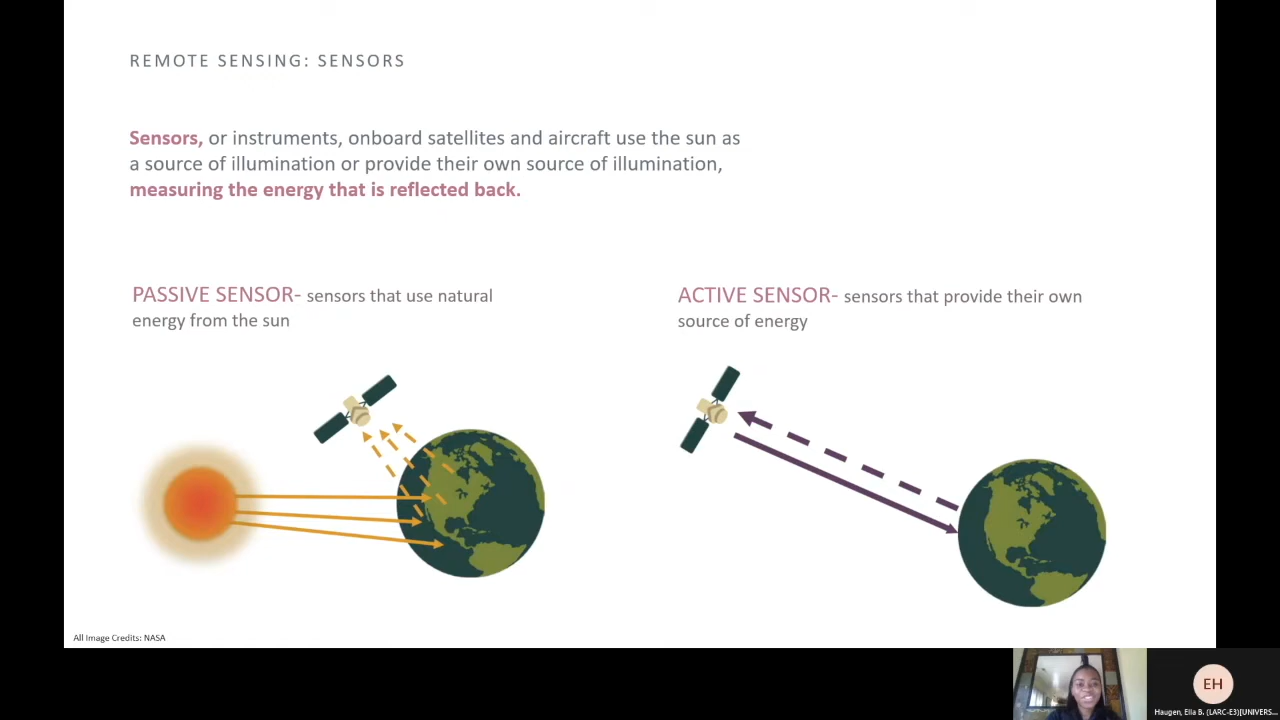 REMOTE SENSING: SENSORS
Sensors, or instruments, onboard satellites and aircraft use the sun as
a source of illumination or provide their own source of illumination,
measuring the energy that is reflected back.
PASSIVE SENSOR- sensors that use natural
energy from the sun
ACTIVE SENSOR- sensors that provide their own
source of energy
All Image Credits: NASA
EH
Haugen, Ella B. (LARC-E3)[UNIVERS...